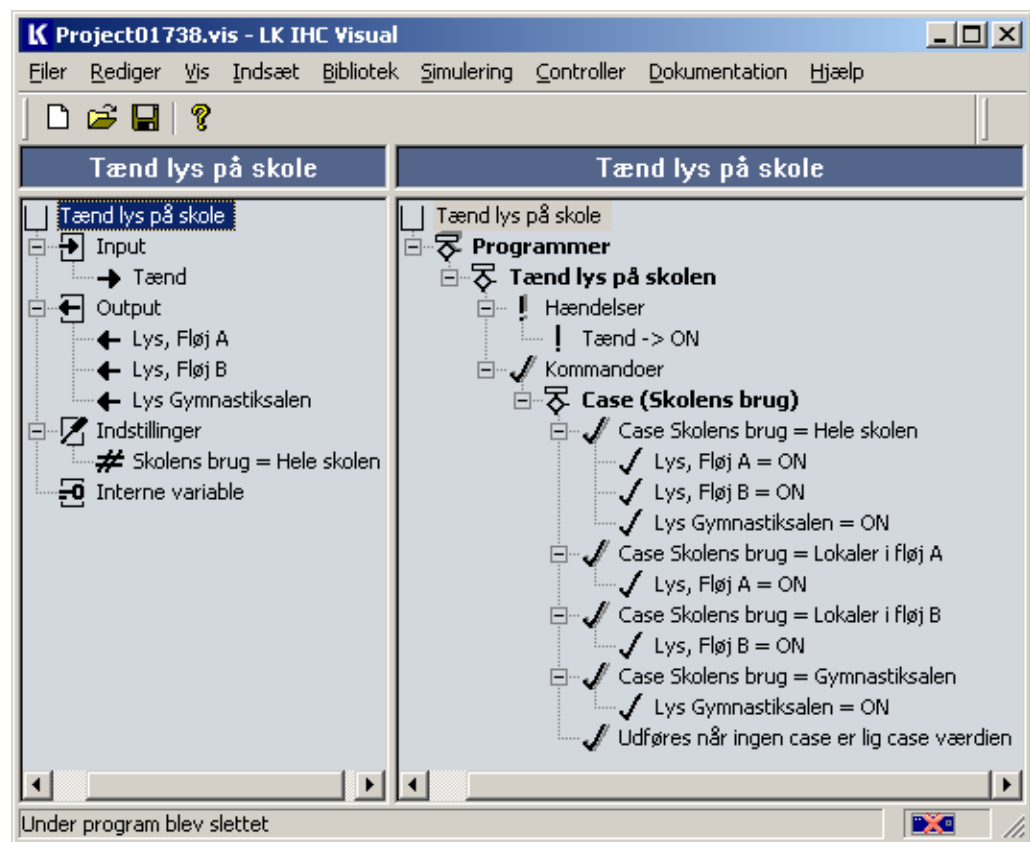 Project01738.vis - LK IHC Visual
Filer Rediger Vis Indsæt Bibliotek Simulering Controller Dokumentation Hjælp
Tænd lys på skole
Tænd lys på skole
Input
Tænd
Output
Lys, Fløj A
Lys, Fløj B
Lys Gymnastiksalen
Indstillinger
Skolens brug = Hele skolen
Interne variable
Tænd lys på skole
Tænd lys på skole
Programmer
Tænd lys på skolen
Hændelser
Tænd -> ON
Kommandoer
Case (Skolens brug)
Case Skolens brug = Hele skolen
Lys, Fløj A = ON
Lys, Fløj B = ON
Lys Gymnastiksalen = ON
Case Skolens brug = Lokaler i fløj A
Lys, Fløj A = ON
Case Skolens brug = Lokaler i fløj B
Lys, Fløj B = ON
Case Skolens brug = Gymnastiksalen
Lys Gymnastiksalen = ON
Udføres når ingen case er lig case værdien
Under program blev slettet